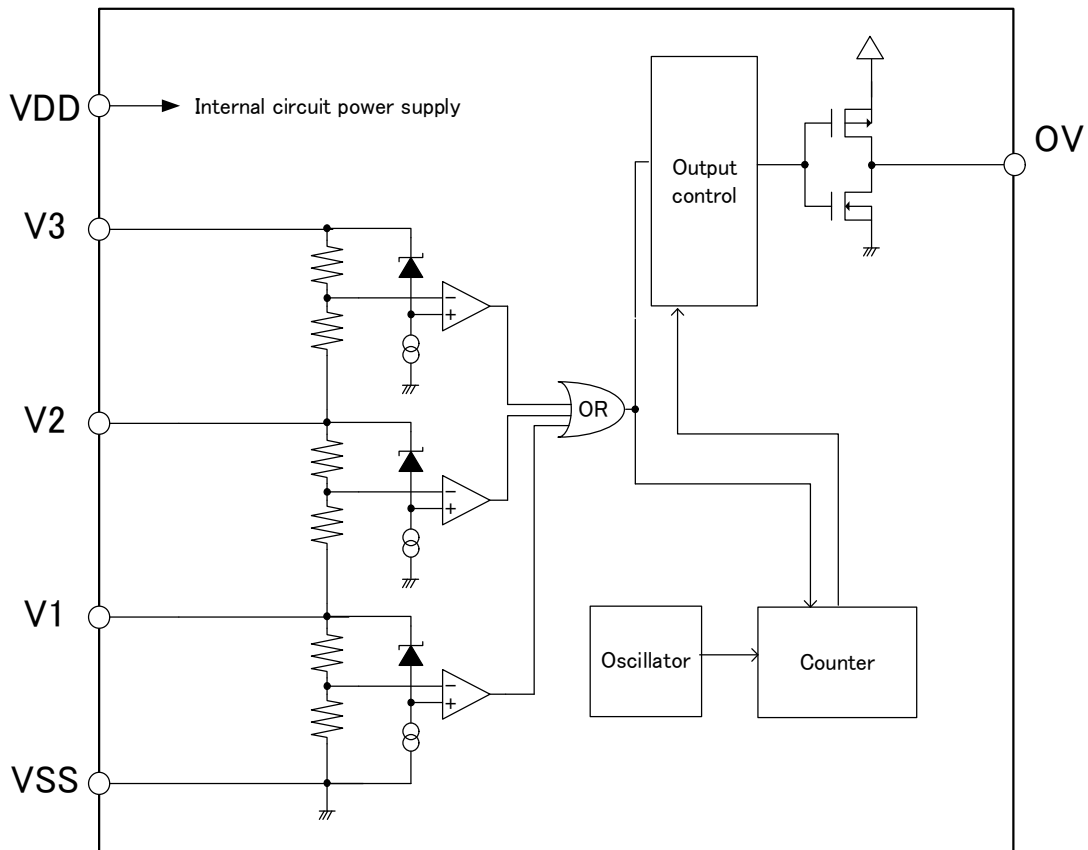 VDD
Internal circuit power supply
OV
Output
control
V3
−
+
OR
V2
−
+
V1
−
+
Oscillator
Counter
VSS